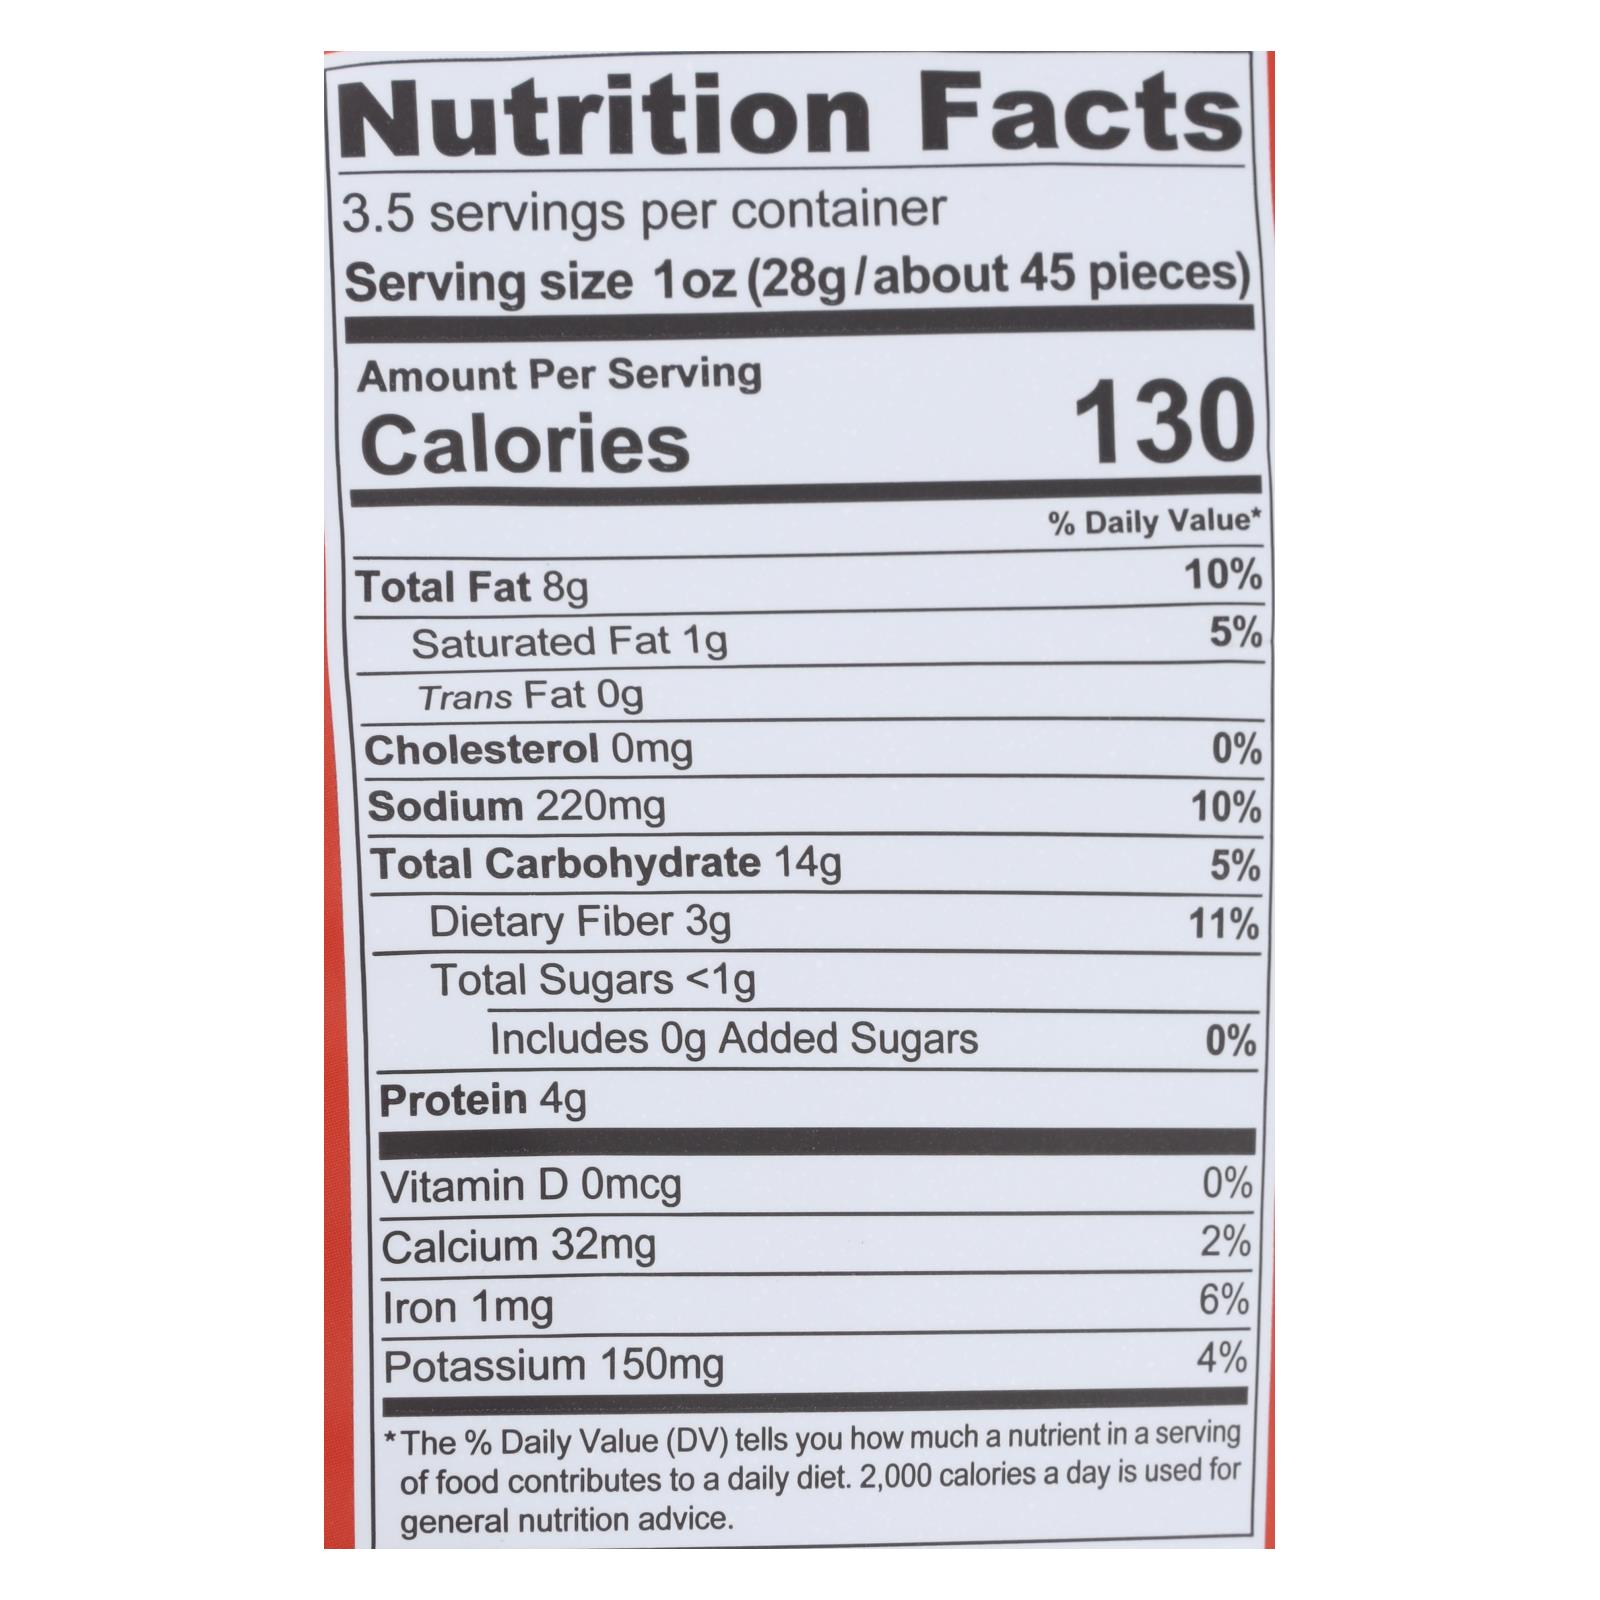 Nutrition Facts
3.5 servings per container
Serving size 1oz (28g/about 45 pieces)
Amount Per Serving
Calories 130
% Daily Value*
Total Fat 8g 10%
Saturated Fat 1g 5%
Trans Fat 0g
Cholesterol 0mg 0%
Sodium 220mg 10%
Total Carbohydrate 14g 5%
Dietary Fiber 3g 11%
Total Sugars <1g
Includes 0g Added Sugars 0%
Protein 4g
Vitamin D 0mcg 0%
Calcium 32mg 2%
Iron 1mg 6%
Potassium 150mg 4%
*The % Daily Value (DV) tells you how much a nutrient in a serving
of food contributes to a daily diet. 2,000 calories a day is used for
general nutrition advice.